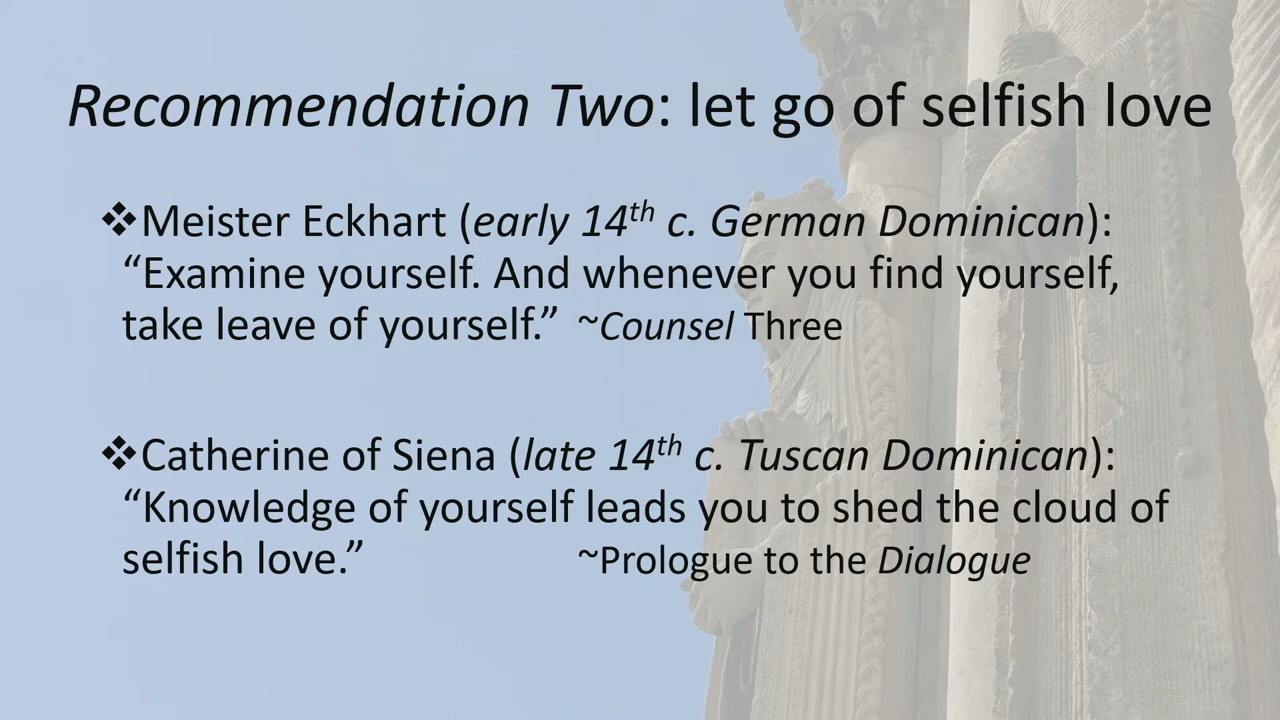 Recommendation Two: let go of selfish love
❖Meister Eckhart (early 14th c. German Dominican):
“Examine yourself. And whenever you find yourself,
take leave of yourself.” ~Counsel Three
❖Catherine of Siena (late 14th c. Tuscan Dominican):
“Knowledge of yourself leads you to shed the cloud of
selfish love.” ~Prologue to the Dialogue